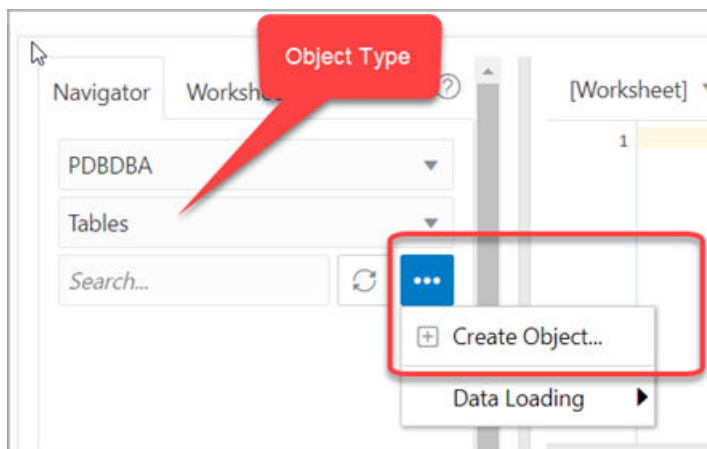 Object Type
Navigator
[Worksheet]
1
PDBDBA
Tables
Search...
Create Object...
Data Loading